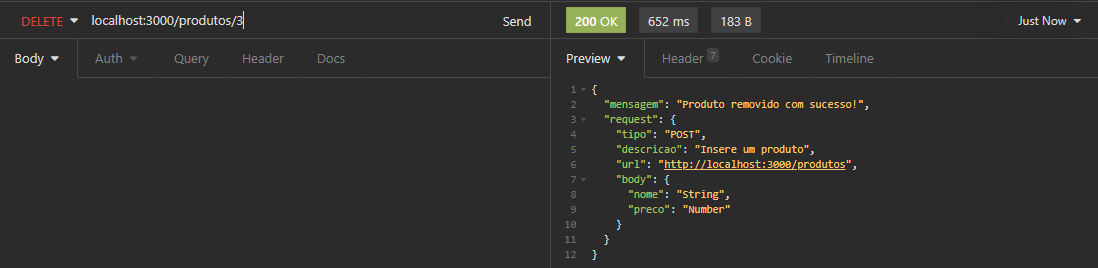 DELETE localhost:3000/produtos/3 Send
200 OK 652 ms 183 B Just Now
Body Auth Query Header Docs
Preview Header 7 Cookie Timeline
1 {
2 "mensagem": "Produto removido com sucesso!",
3 "request": {
4 "tipo": "POST",
5 "descricao": "Insere um produto",
6 "url": "http://localhost:3000/produtos",
7 "body": {
8 "nome": "String",
9 "preco": "Number"
10 }
11 }
12 }